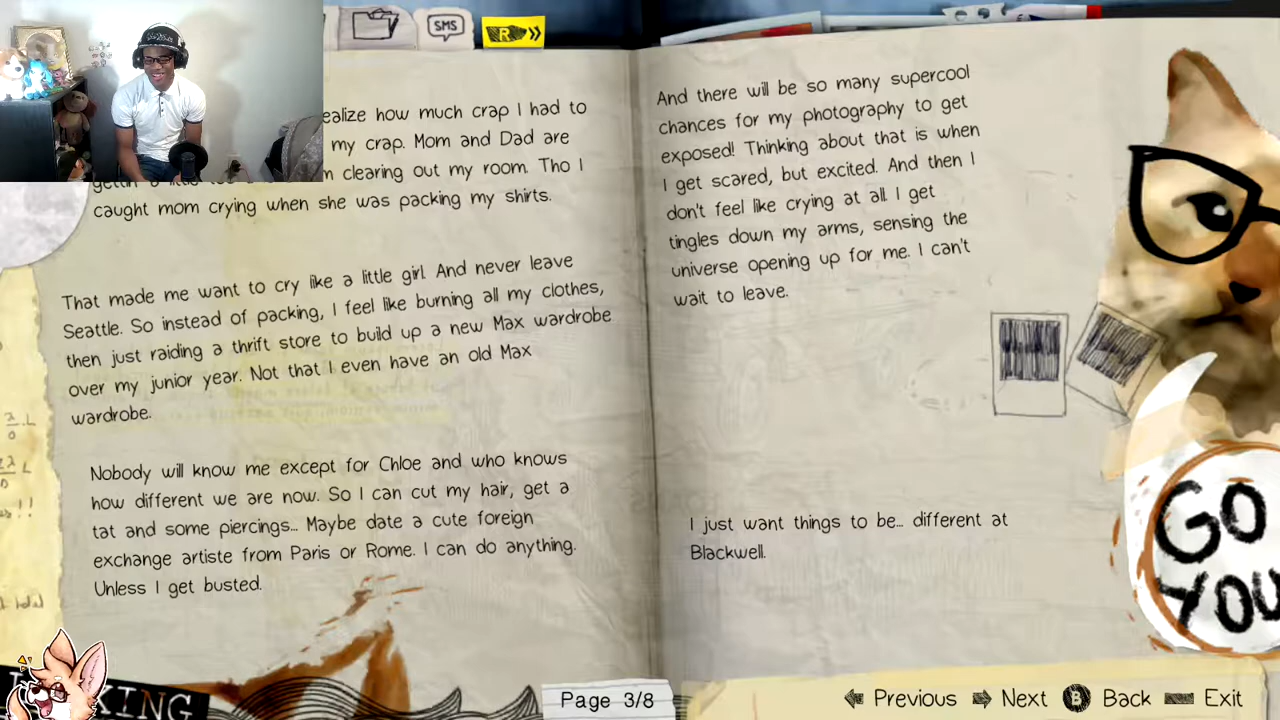 SMS
R
ealize how much crap I had to
my crap. Mom and Dad are
clearing out my room. Tho I
caught mom crying when she was packing my shirts.
That made me want to cry like a little girl. And never leave
Seattle. So instead of packing, I feel like burning all my clothes,
then just raiding a thrift store to build up a new Max wardrobe
over my junior year. Not that I even have an old Max
wardrobe.
Nobody will know me except for Chloe and who knows
how different we are now. So I can cut my hair, get a
tat and some piercings... Maybe date a cute foreign
exchange artiste from Paris or Rome. I can do anything.
Unless I get busted.
And there will be so many supercool
chances for my photography to get
exposed! Thinking about that is when
I get scared, but excited. And then I
don't feel like crying at all. I get
tingles down my arms, sensing the
universe opening up for me. I can't
wait to leave.
I just want things to be... different at
Blackwell.
GO
YOU
KING
Page 3/8
Previous Next B Back Exit